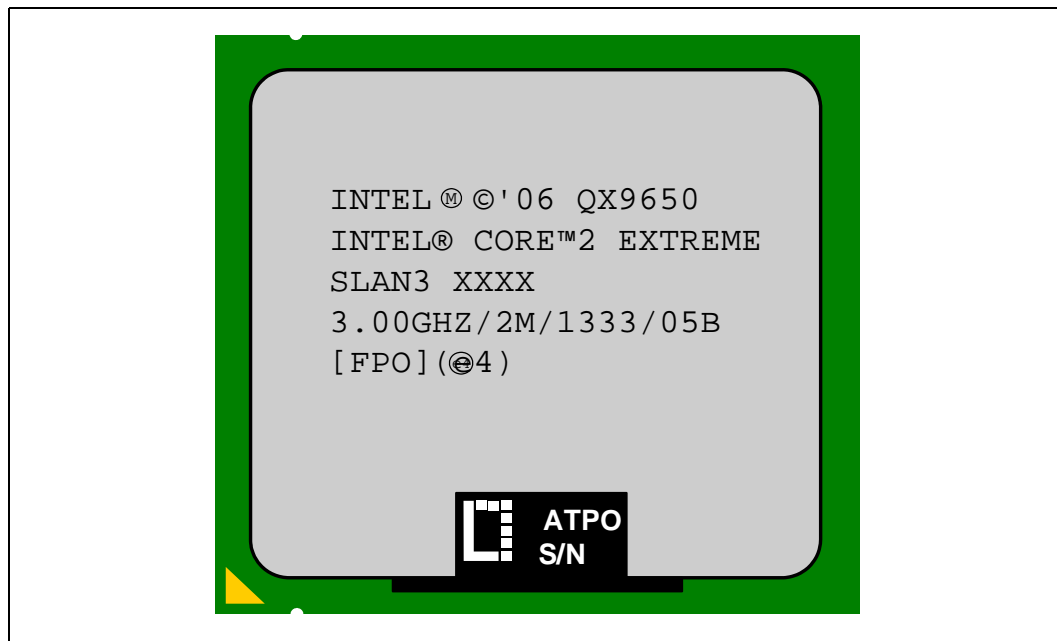 INTEL Ⓜ ©'06 QX9650
INTEL® CORE™2 EXTREME
SLAN3 XXXX
3.00GHZ/2M/1333/05B
[FPO](e4)
ATPO
S/N